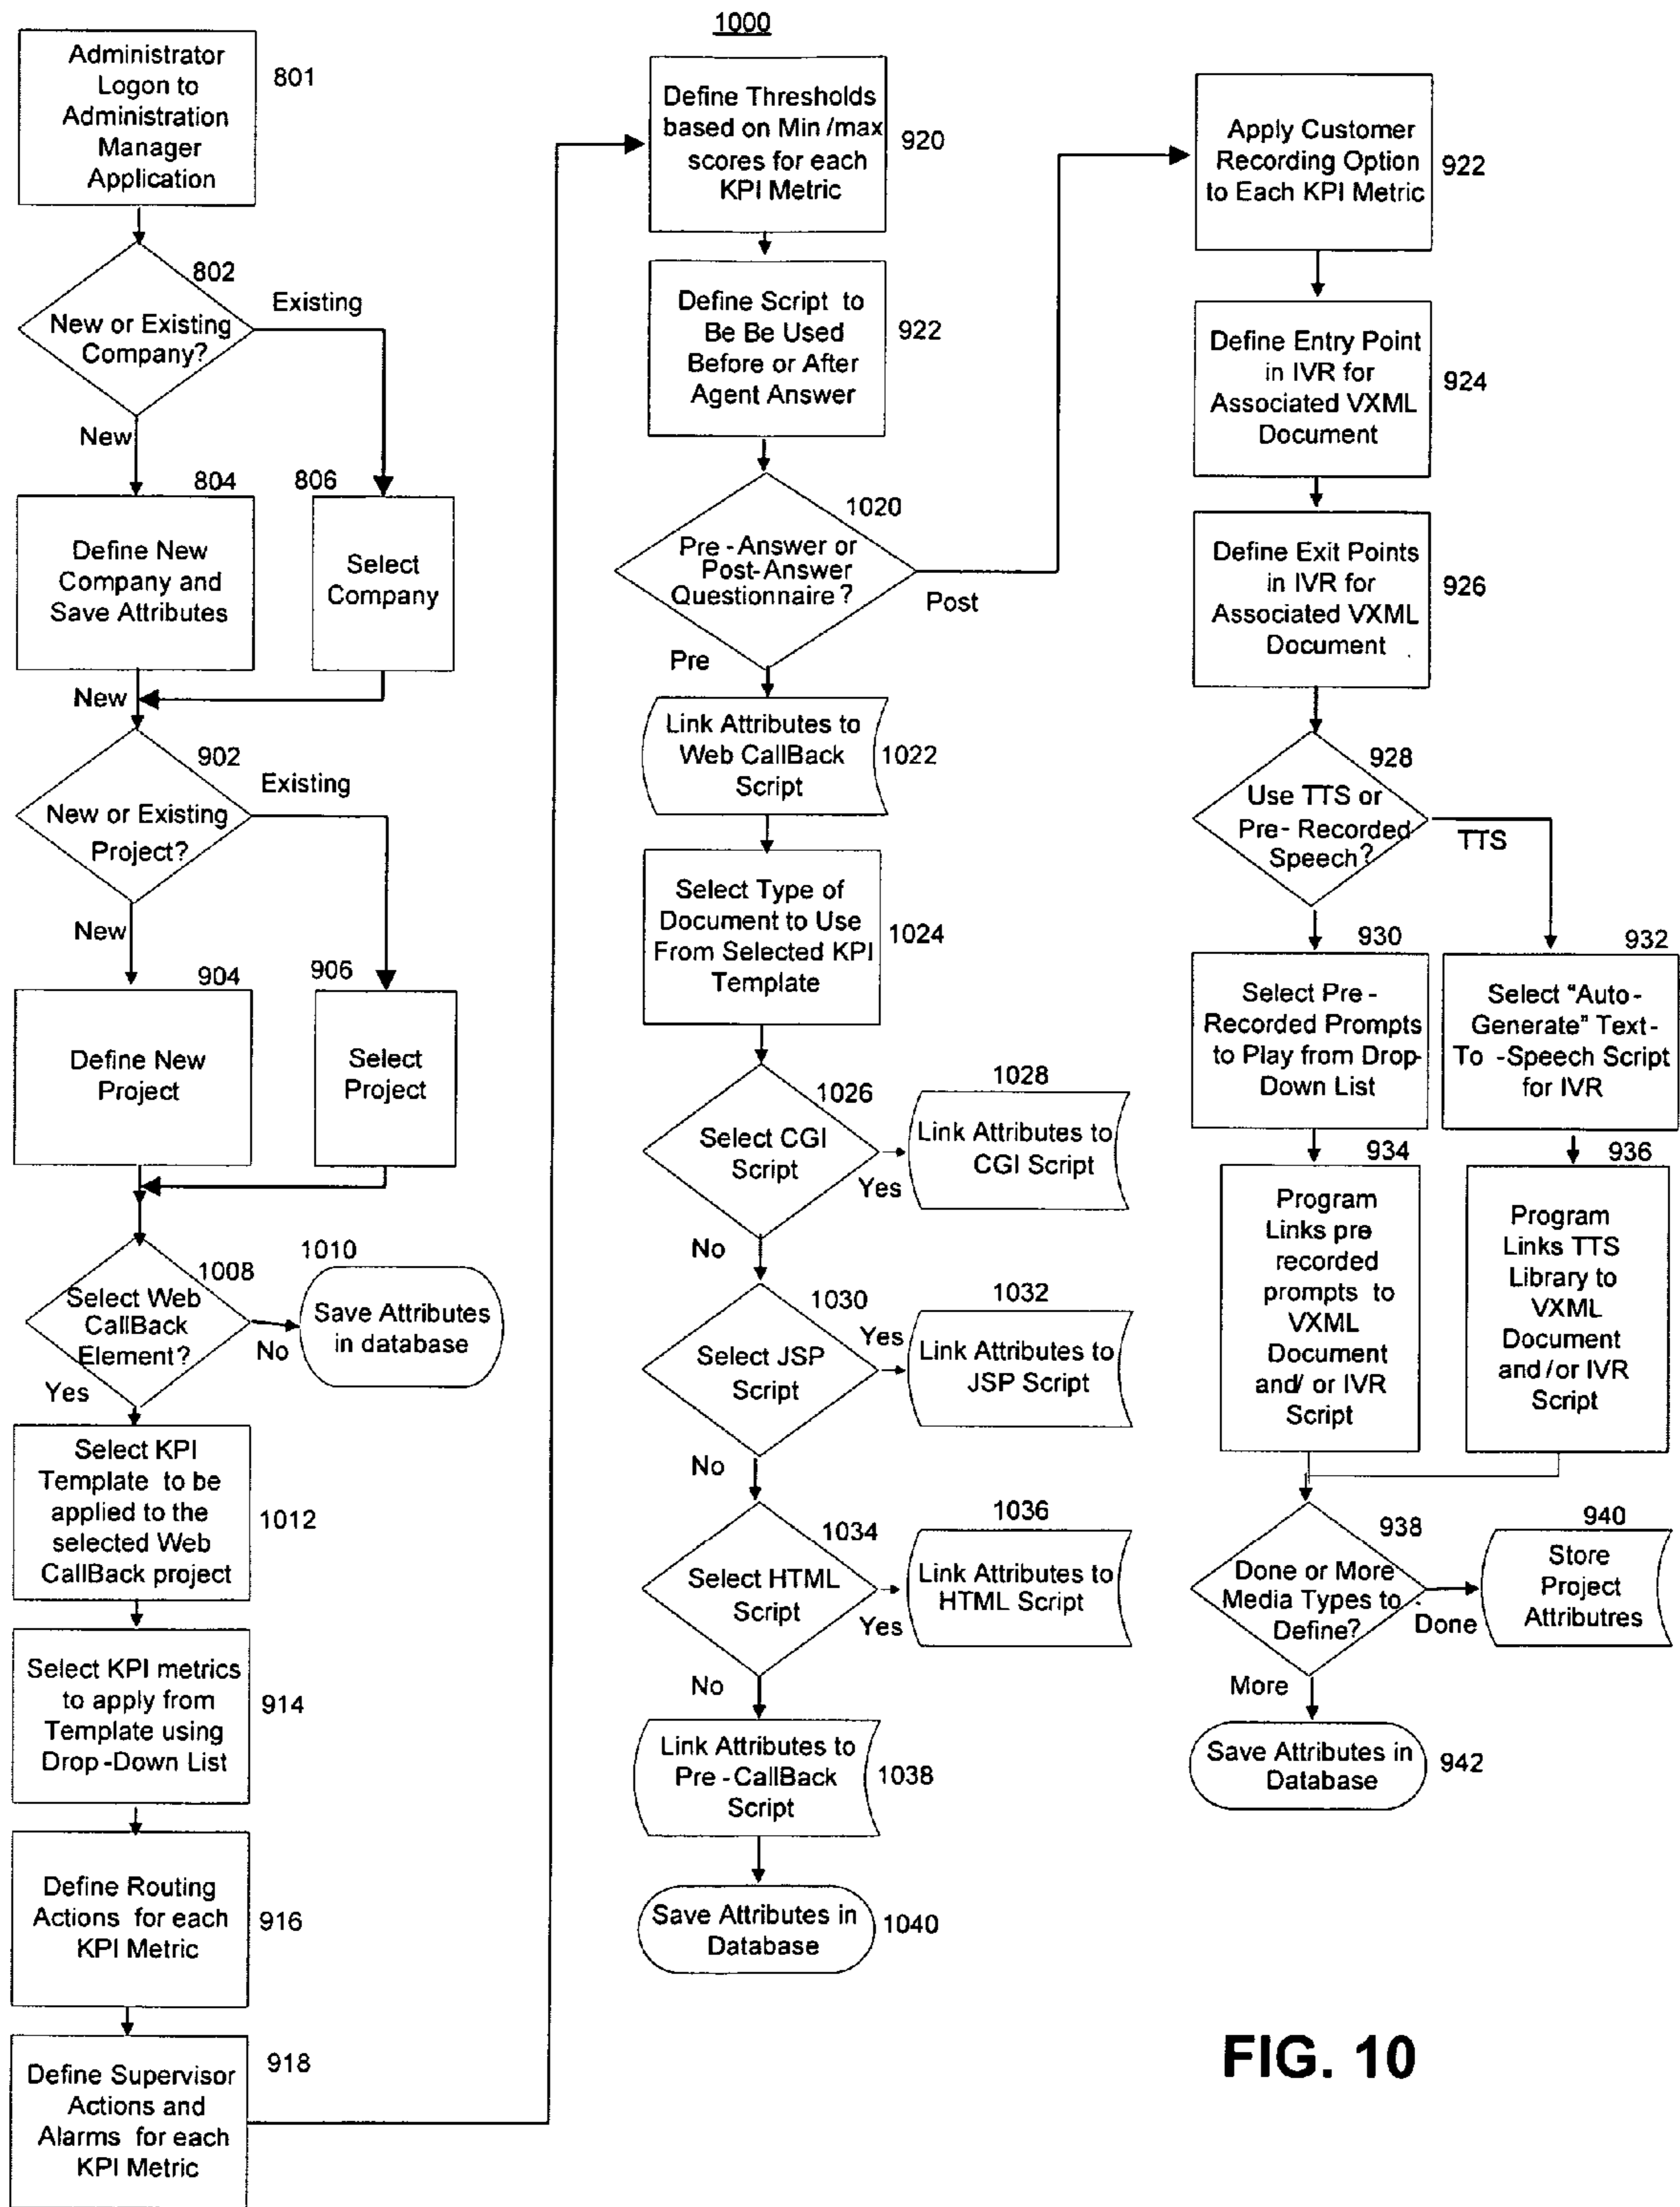 1000
Administrator
Logon to
Administration
Manager
Application
801
802
New or Existing
Company?
Existing
New
804
806
Define New
Company and
Save Attributes
Select
Company
New
902
New or Existing
Project?
Existing
New
904
906
Define New
Project
Select
Project
1008
Select Web
CallBack
Element?
No
1010
Save Attributes
in database
Yes
Select KPI
Template to be
applied to the
selected Web
CallBack project
1012
Select KPI metrics
to apply from
Template using
Drop-Down List
914
Define Routing
Actions for each
KPI Metric
916
Define Supervisor
Actions and
Alarms for each
KPI Metric
918
Define Thresholds
based on Min/max
scores for each
KPI Metric
920
Define Script to
Be Be Used
Before or After
Agent Answer
922
1020
Pre-Answer or
Post-Answer
Questionnaire?
Post
Pre
Link Attributes to
Web CallBack
Script
1022
Select Type of
Document to Use
From Selected KPI
Template
1024
1026
Select CGI
Script
Yes
1028
Link Attributes to
CGI Script
No
1030
Select JSP
Script
Yes
1032
Link Attributes to
JSP Script
No
1034
Select HTML
Script
Yes
1036
Link Attributes to
HTML Script
No
Link Attributes to
Pre-CallBack
Script
1038
Save Attributes in
Database
1040
Apply Customer
Recording Option
to Each KPI Metric
922
Define Entry Point
in IVR for
Associated VXML
Document
924
Define Exit Points
in IVR for
Associated VXML
Document
926
928
Use TTS or
Pre-Recorded
Speech?
TTS
930
932
Select Pre-
Recorded Prompts
to Play from Drop-
Down List
Select "Auto-
Generate" Text-
To -Speech Script
for IVR
934
936
Program
Links pre
recorded
prompts to
VXML
Document
and/ or IVR
Script
Program
Links TTS
Library to
VXML
Document
and/or IVR
Script
938
Done or More
Media Types to
Define?
Done
940
Store
Project
Attributres
More
Save Attributes in
Database
942
FIG. 10